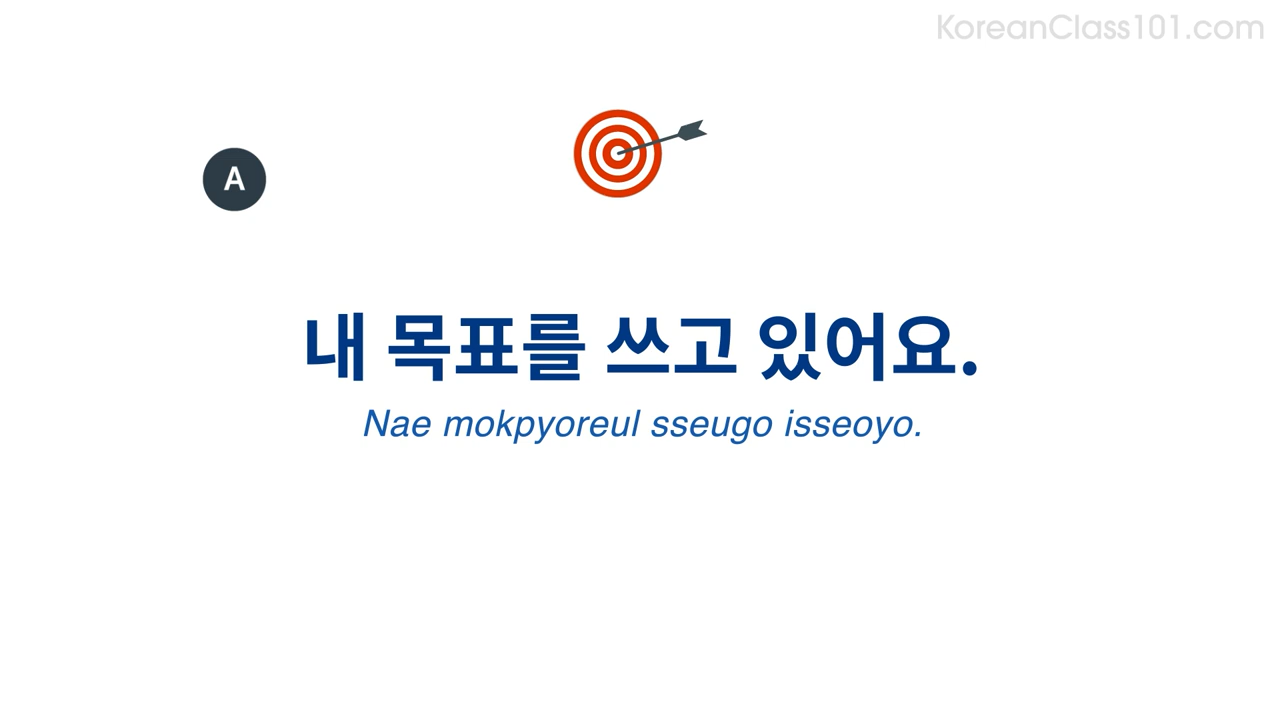 KoreanClass101.com
A
내 목표를 쓰고 있어요.
Nae mokpyoreul sseugo isseoyo.